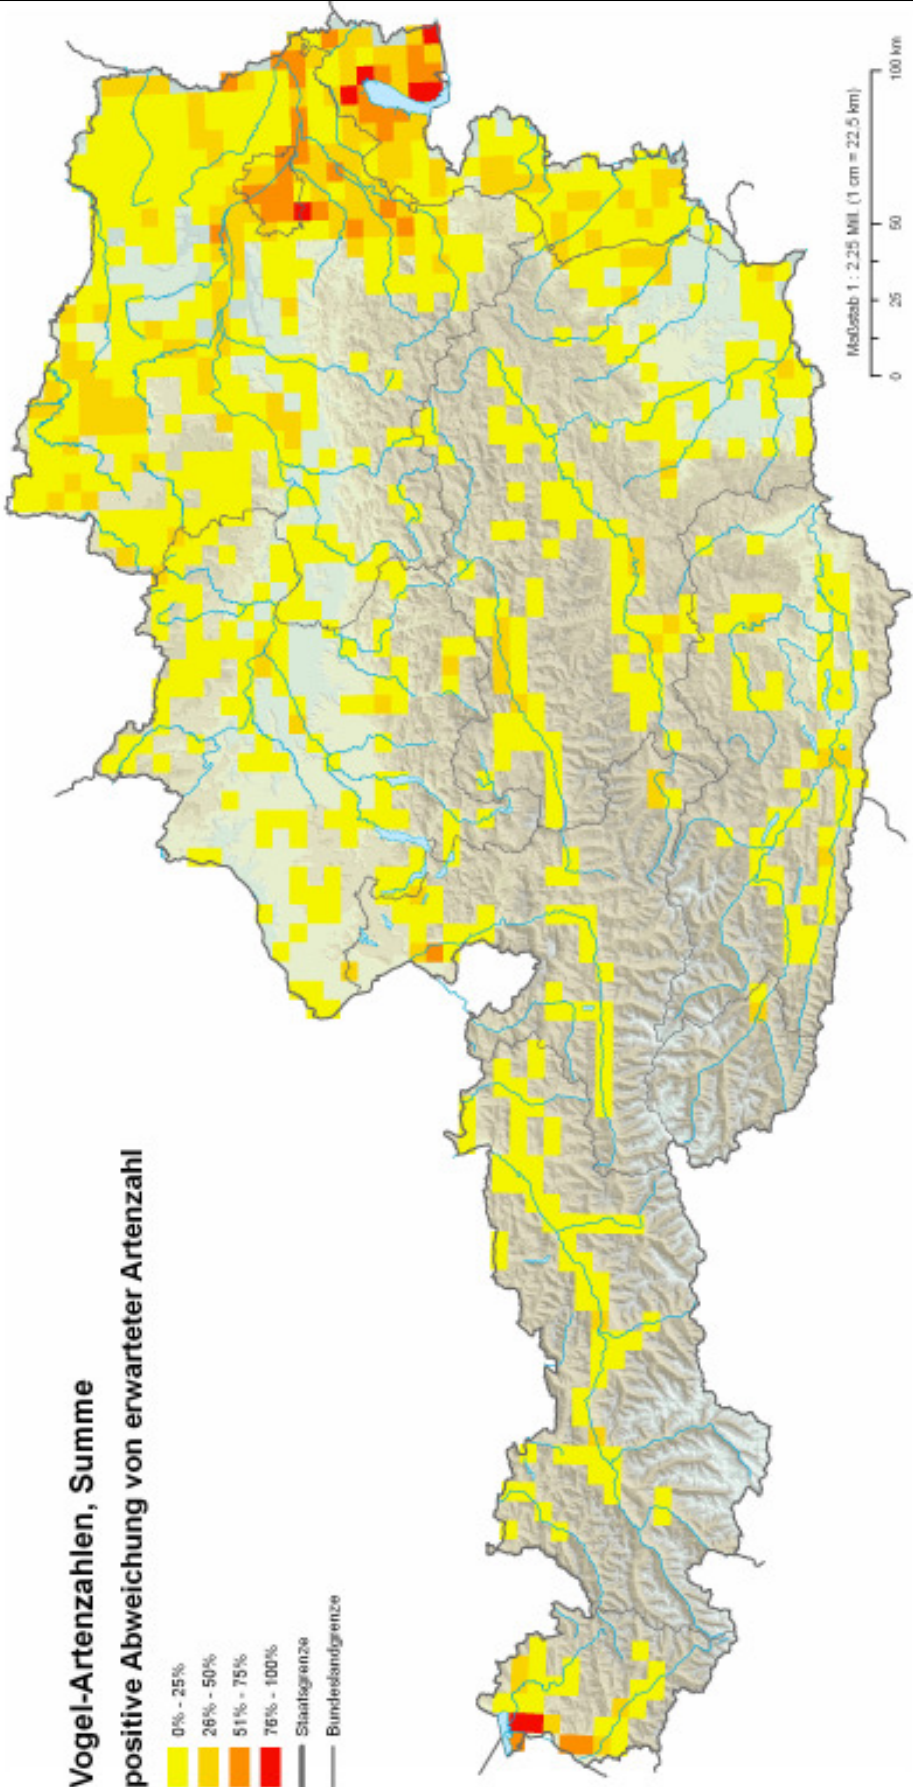 Vogel-Artenzahlen, Summe
positive Abweichung von erwarteter Artenzahl
0% - 25%
26% - 50%
51% - 75%
76% - 100%
Staatsgrenze
Bundeslandgrenze
Maßstab 1 : 2,25 Mill. (1 cm = 22,5 km)
0 25 50 100 km